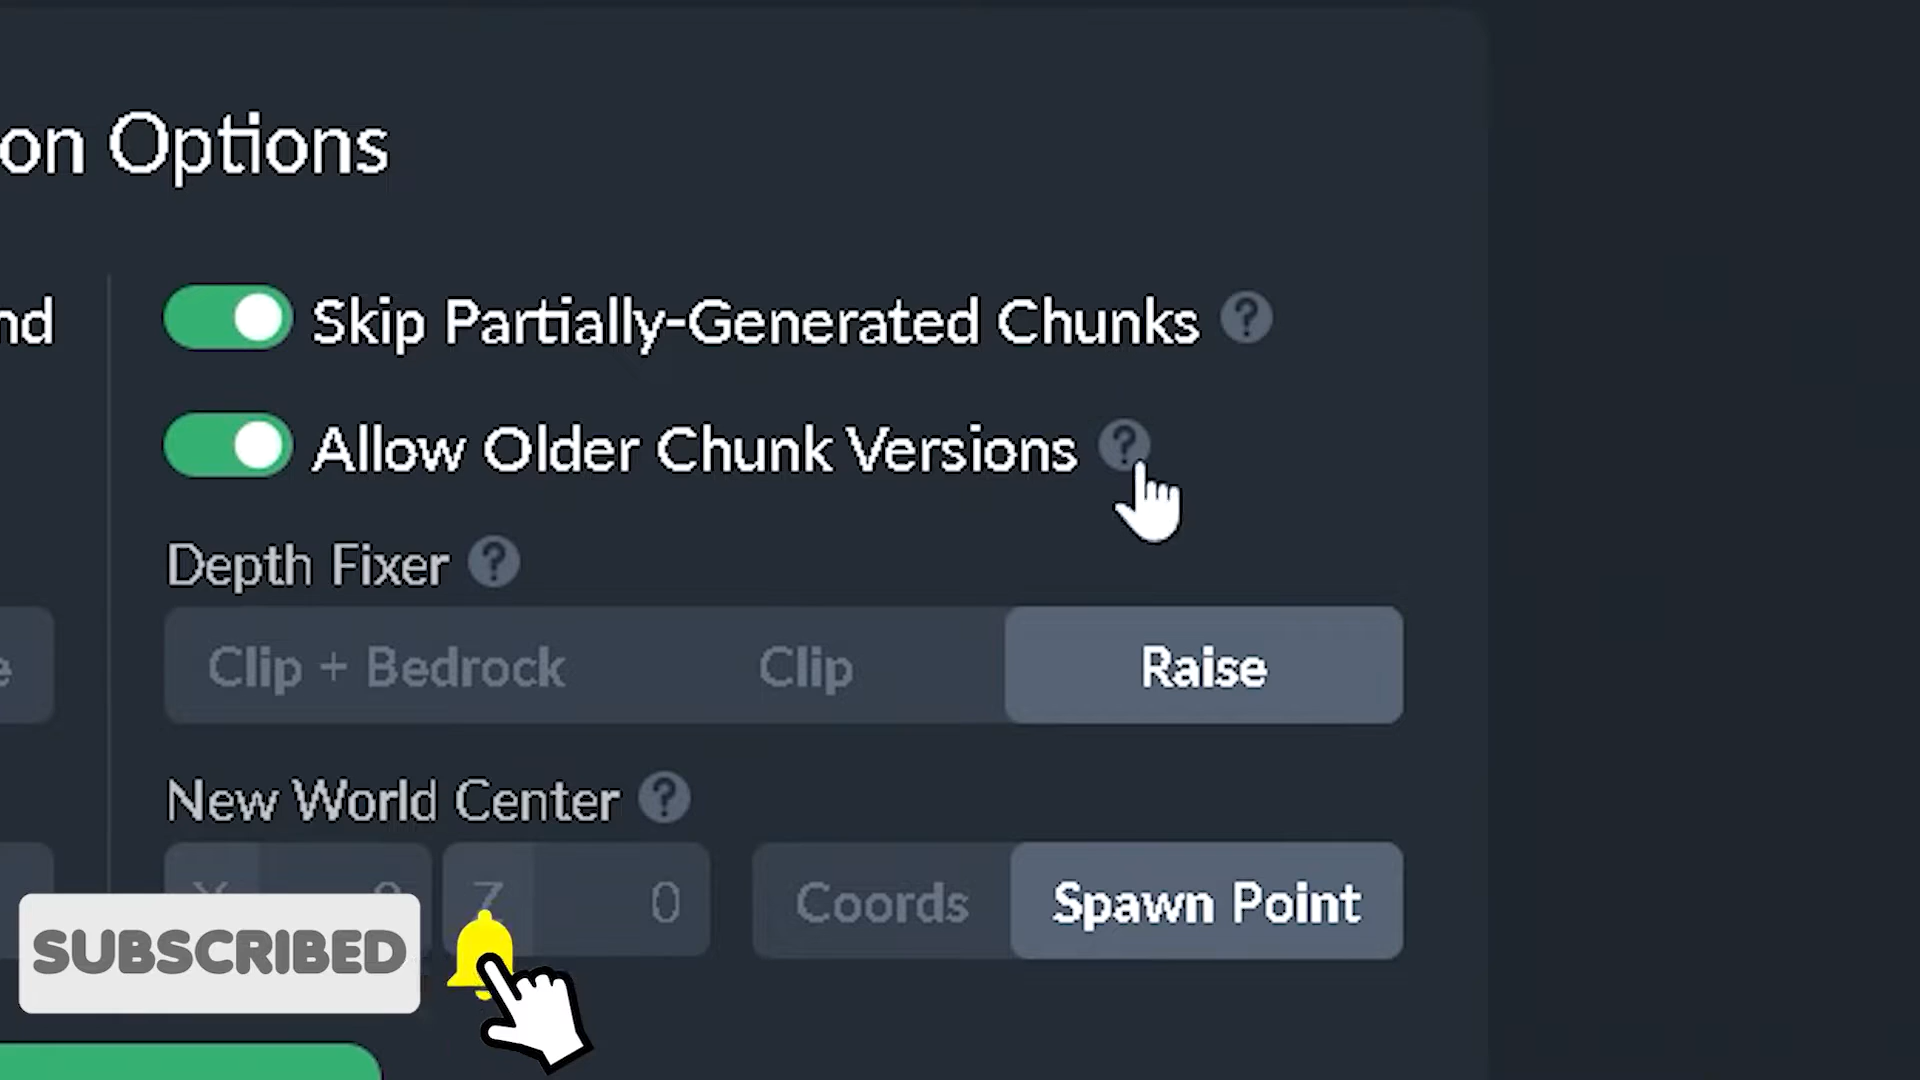 on Options
nd
Skip Partially-Generated Chunks ?
Allow Older Chunk Versions ?
Depth Fixer ?
e
Clip + Bedrock Clip Raise
New World Center ?
Z 0 Coords Spawn Point
SUBSCRIBED